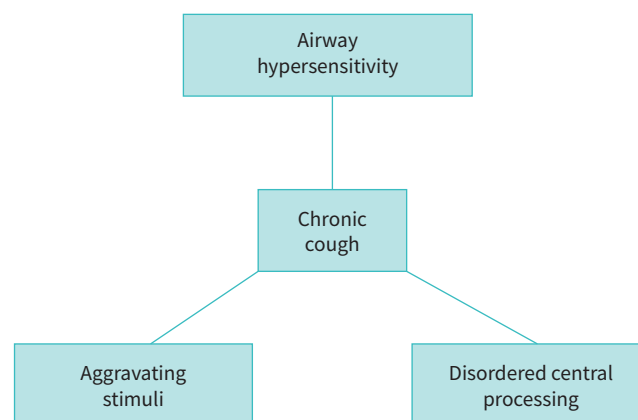 Airway
hypersensitivity
Chronic
cough
Aggravating
stimuli
Disordered central
processing